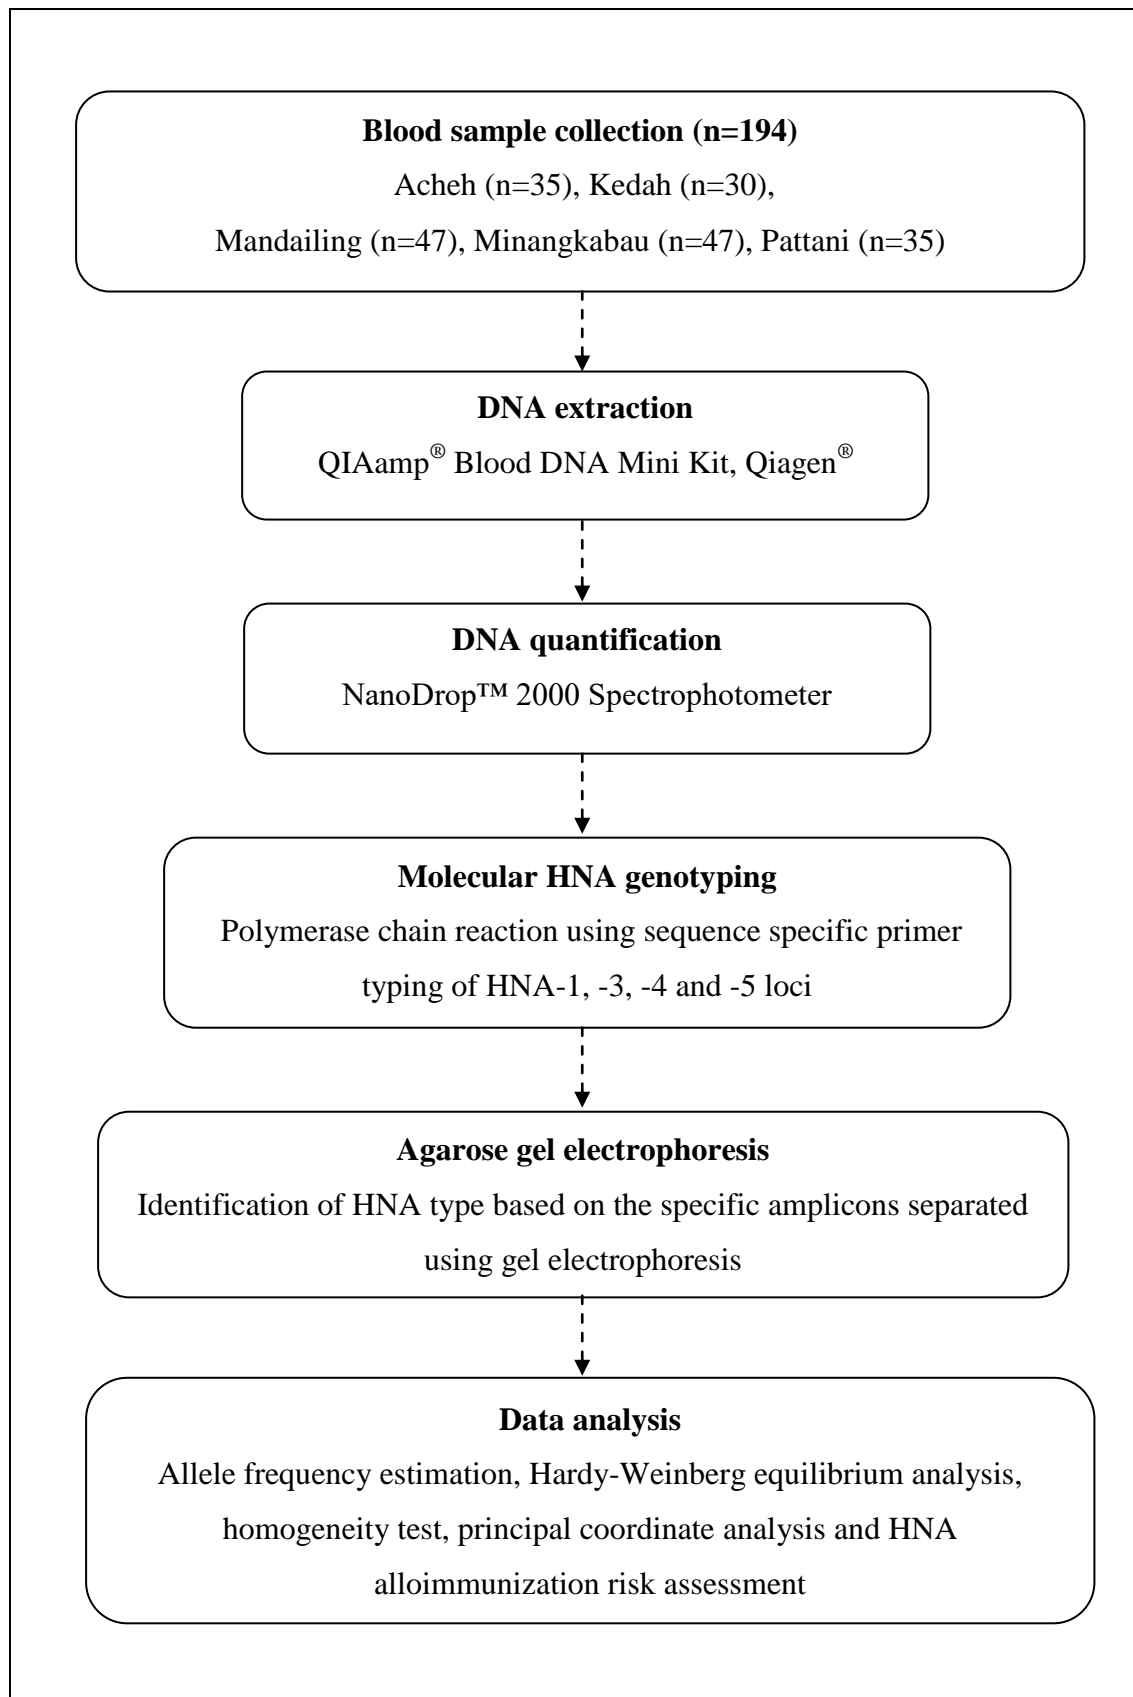 Blood sample collection (n=194)
Acheh (n=35), Kedah (n=30),
Mandailing (n=47), Minangkabau (n=47), Pattani (n=35)
DNA extraction
QIAamp® Blood DNA Mini Kit, Qiagen®
DNA quantification
NanoDrop™ 2000 Spectrophotometer
Molecular HNA genotyping
Polymerase chain reaction using sequence specific primer
typing of HNA-1, -3, -4 and -5 loci
Agarose gel electrophoresis
Identification of HNA type based on the specific amplicons separated
using gel electrophoresis
Data analysis
Allele frequency estimation, Hardy-Weinberg equilibrium analysis,
homogeneity test, principal coordinate analysis and HNA
alloimmunization risk assessment